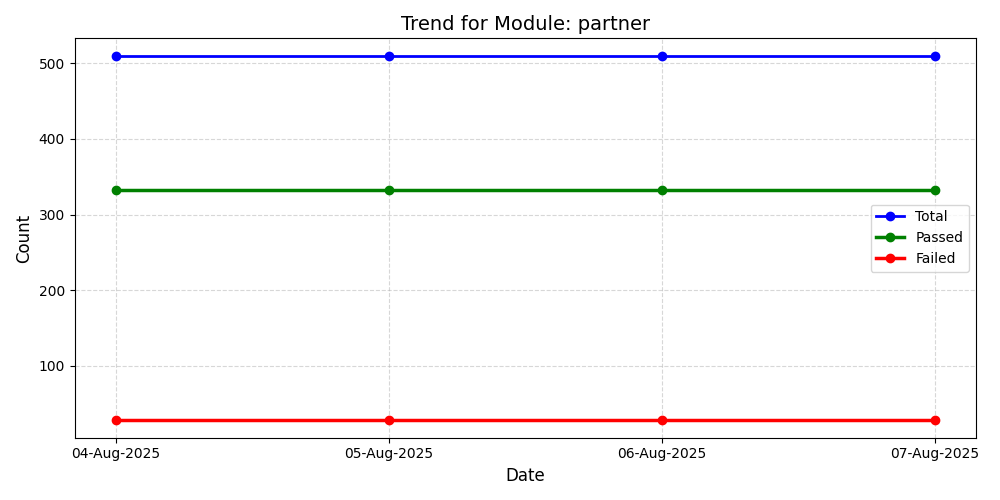 Trend for Module: partner
500
400
300
200
100
Count
Total
Passed
Failed
04-Aug-2025
05-Aug-2025
06-Aug-2025
07-Aug-2025
Date